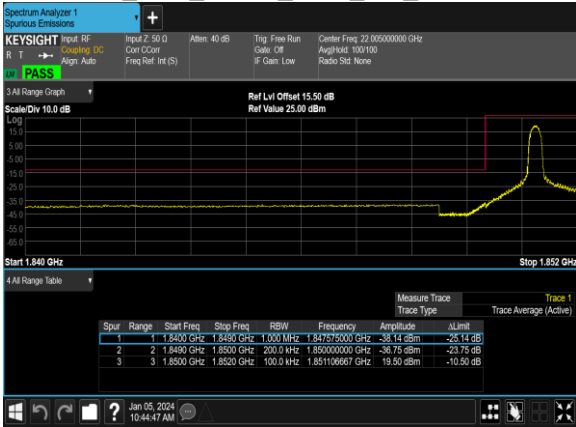 Spectrum Analyzer 1
Spurious Emissions
+
KEYSIGHT Input: RF Input Z: 50 Ω Atten: 40 dB Trig: Free Run Center Freq: 22.005000000 GHz
R T Coupling: DC Corr CCorr Gate: Off Avg|Hold: 100/100
Align: Auto Freq Ref: Int (S) IF Gain: Low Radio Std: None
PASS
3 All Range Graph Ref Lvl Offset 15.50 dB
Scale/Div 10.0 dB Ref Value 25.00 dBm
Log
15.0
5.00
-5.00
-15.0
-25.0
-35.0
-45.0
-55.0
-65.0
Start 1.840 GHz Stop 1.852 GHz
4 All Range Table
Measure Trace Trace 1
Trace Type Trace Average (Active)
Spur Range Start Freq Stop Freq RBW Frequency Amplitude ΔLimit
1 1 1.8400 GHz 1.8490 GHz 1.000 MHz 1.847575000 GHz -38.14 dBm -25.14 dB
2 2 1.8490 GHz 1.8500 GHz 200.0 kHz 1.850000000 GHz -36.75 dBm -23.75 dB
3 3 1.8500 GHz 1.8520 GHz 100.0 kHz 1.851106667 GHz 19.50 dBm -10.50 dB
? Jan 05, 2024
10:44:47 AM